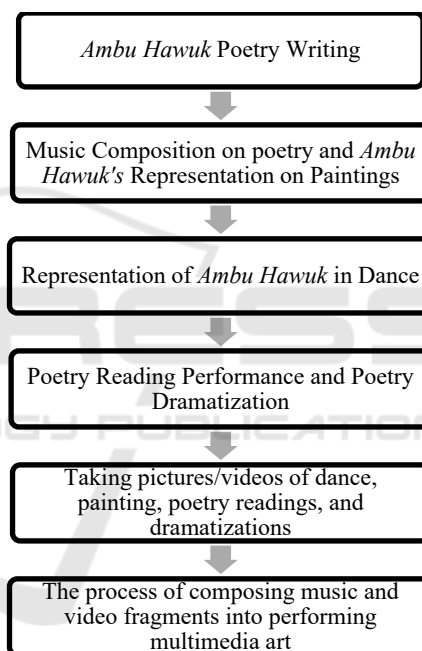 Ambu Hawuk Poetry Writing
Music Composition on poetry and Ambu
Hawuk's Representation on Paintings
Representation of Ambu Hawuk in Dance
Poetry Reading Performance and Poetry
Dramatization
Taking pictures/videos of dance,
painting, poetry readings, and
dramatizations
The process of composing music and
video fragments into performing
multimedia art